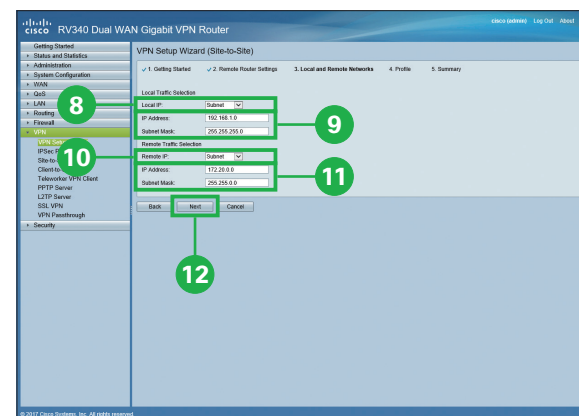 cisco RV340 Dual WAN Gigabit VPN Router
cisco (admin) Log Out About
Getting Started
Status and Statistics
Administration
System Configuration
WAN
QoS
LAN
Routing
Firewall
VPN
VPN Set
IPSec P
Site-to-
Client-to
Teleworker VPN Client
PPTP Server
L2TP Server
SSL VPN
VPN Passthrough
Security
VPN Setup Wizard (Site-to-Site)
1. Getting Started 2. Remote Router Settings 3. Local and Remote Networks 4. Profile 5. Summary
Local Traffic Selection
8
Local IP: Subnet
IP Address: 192.168.1.0
Subnet Mask: 255.255.255.0
9
Remote Traffic Selection
10
Remote IP: Subnet
IP Address: 172.20.0.0
Subnet Mask: 255.255.0.0
11
Back Next Cancel
12
© 2017 Cisco Systems, Inc. All rights reserved.